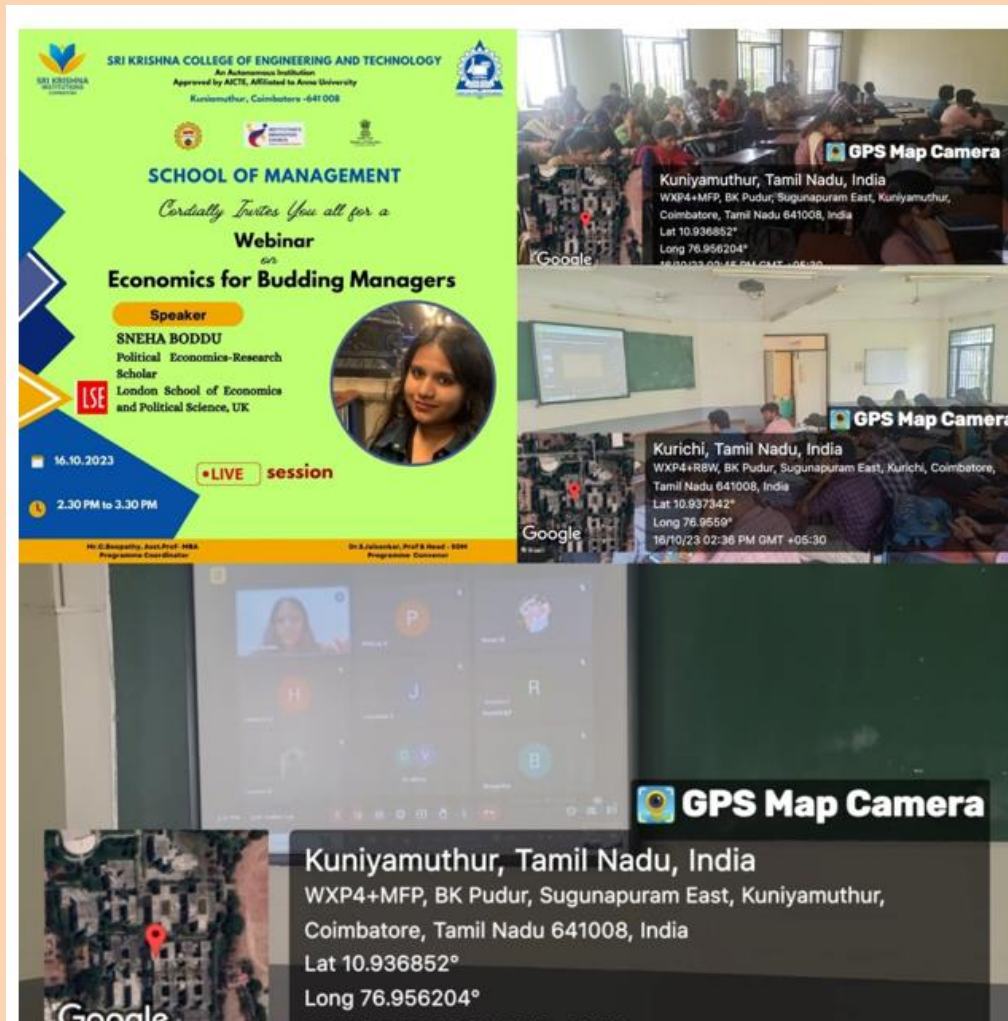 SRI KRISHNA
INSTITUTIONS
SRI KRISHNA COLLEGE OF ENGINEERING AND TECHNOLOGY
An Autonomous Institution
Approved by AICTE, Affiliated to Anna University
Kuniamuthur, Coimbatore -641 008
SCHOOL OF MANAGEMENT
Cordially Invites You all for a
Webinar
on
Economics for Budding Managers
Speaker
SNEHA BODDU
Political Economics-Research
Scholar
LSE
London School of Economics
and Political Science, UK
16.10.2023
•LIVE session
2.30 PM to 3.30 PM
Programme Coordinator
Programme Convenor
GPS Map Camera
Kuniyamuthur, Tamil Nadu, India
WXP4+MFP, BK Pudur, Sugunapuram East, Kuniyamuthur,
Coimbatore, Tamil Nadu 641008, India
Lat 10.936852°
Long 76.956204°
Google
GPS Map Camera
Kurichi, Tamil Nadu, India
WXP4+R8W, BK Pudur, Sugunapuram East, Kurichi, Coimbatore,
Tamil Nadu 641008, India
Lat 10.937342°
Long 76.9559°
16/10/23 02:36 PM GMT +05:30
Google
P
H
J
R
B
GPS Map Camera
Kuniyamuthur, Tamil Nadu, India
WXP4+MFP, BK Pudur, Sugunapuram East, Kuniyamuthur,
Coimbatore, Tamil Nadu 641008, India
Lat 10.936852°
Long 76.956204°
Google